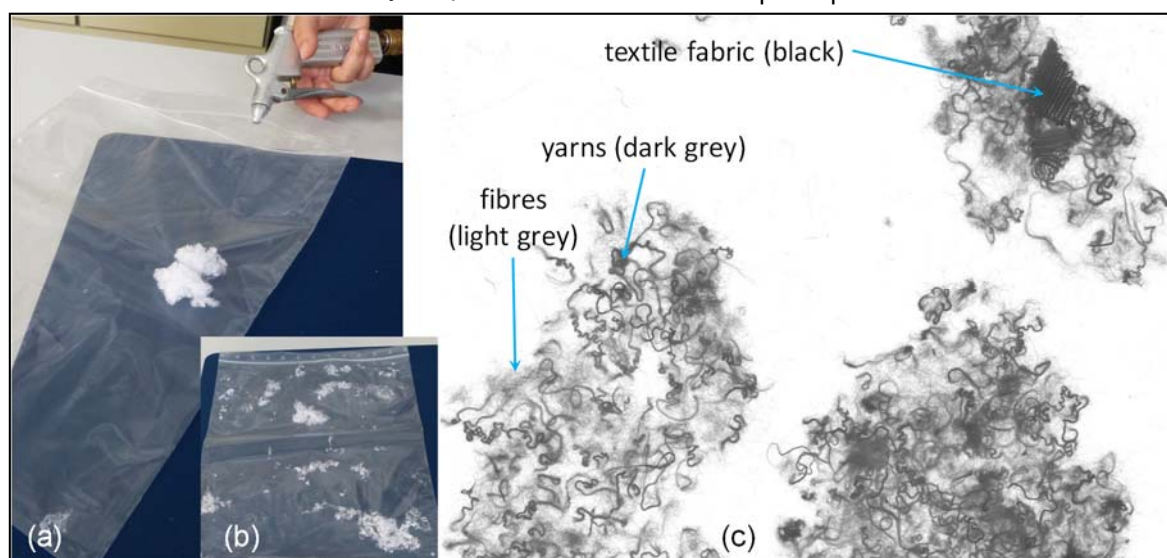 textile fabric (black)
yarns (dark grey)
fibres
(light grey)
(a)
(b)
(c)